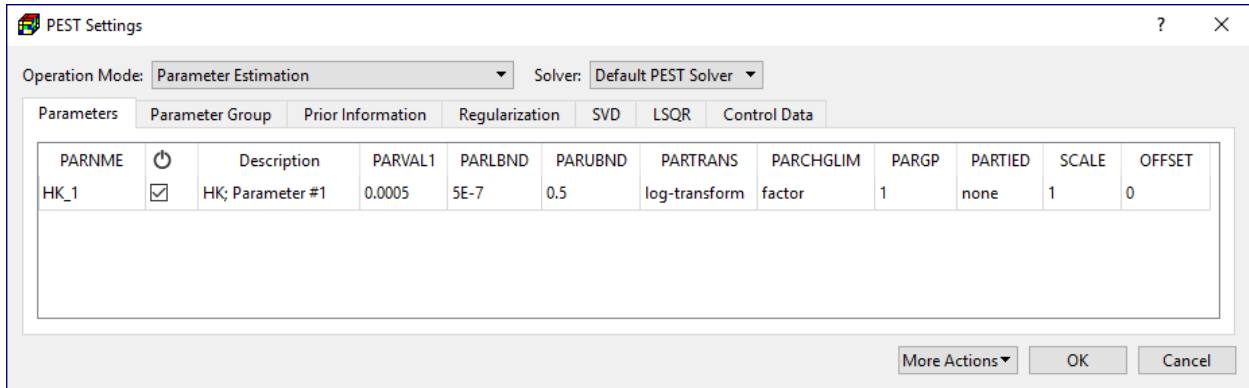 PEST Settings ? ×
Operation Mode: Parameter Estimation Solver: Default PEST Solver
Parameters Parameter Group Prior Information Regularization SVD LSQR Control Data
PARNME Description PARVAL1 PARLBND PARUBND PARTRANS PARCHGLIM PARGP PARTIED SCALE OFFSET
HK_1 HK; Parameter #1 0.0005 5E-7 0.5 log-transform factor 1 none 1 0
More Actions OK Cancel